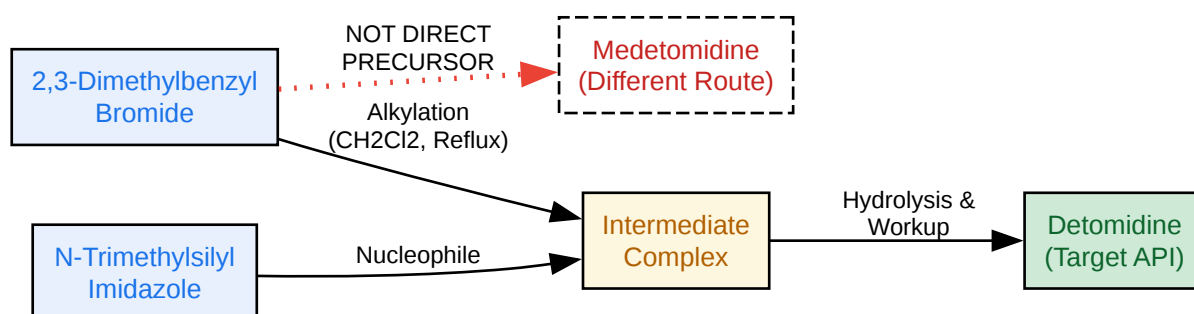 2,3-Dimethylbenzyl
Bromide
NOT DIRECT
PRECURSOR
Medetomidine
(Different Route)
Alkylation
(CH2Cl2, Reflux)
N-Trimethylsilyl
Imidazole
Nucleophile
Intermediate
Complex
Hydrolysis &
Workup
Detomidine
(Target API)